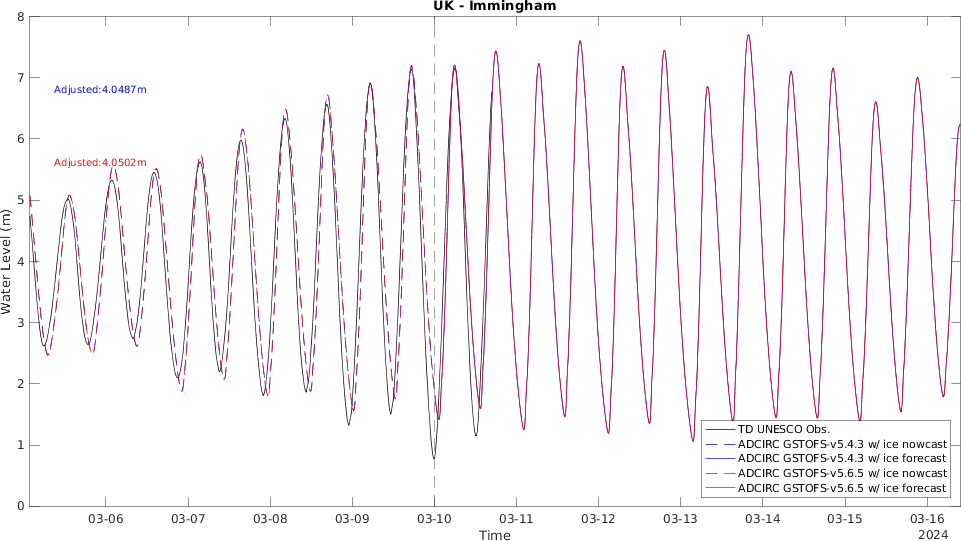 UK - Immingham
8
7
6
5
4
3
2
1
0
Water Level (m)
Adjusted:4.0487m
Adjusted:4.0502m
TD UNESCO Obs.
ADCIRC GSTOFS-v5.4.3 w/ ice nowcast
ADCIRC GSTOFS-v5.4.3 w/ ice forecast
ADCIRC GSTOFS-v5.6.5 w/ ice nowcast
ADCIRC GSTOFS-v5.6.5 w/ ice forecast
03-06 03-07 03-08 03-09 03-10 03-11 03-12 03-13 03-14 03-15 03-16
Time
2024